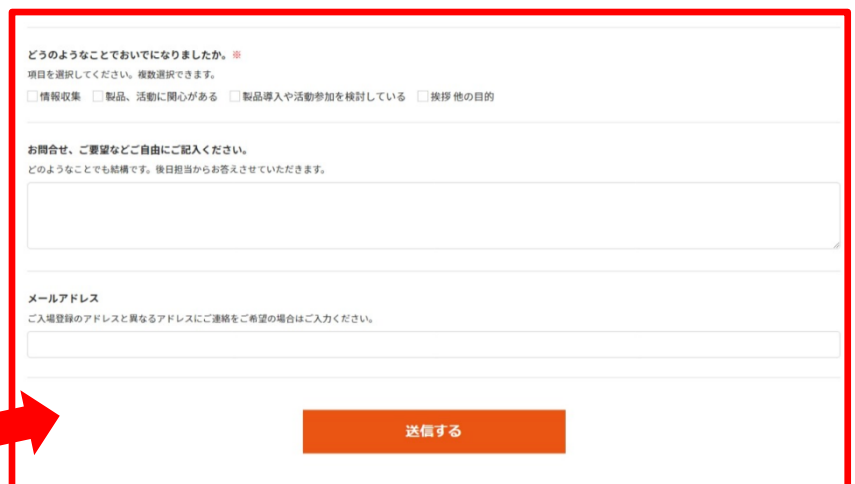 どうのようなことでおいでになりましたか。※
項目を選択してください。複数選択できます。
情報収集 製品、活動に関心がある 製品導入や活動参加を検討している 挨拶 他の目的
お問合せ、ご要望などご自由にご記入ください。
どのようなことでも結構です。後日担当からお答えさせていただきます。
メールアドレス
ご入場登録のアドレスと異なるアドレスにご連絡をご希望の場合はご入力ください。
送信する